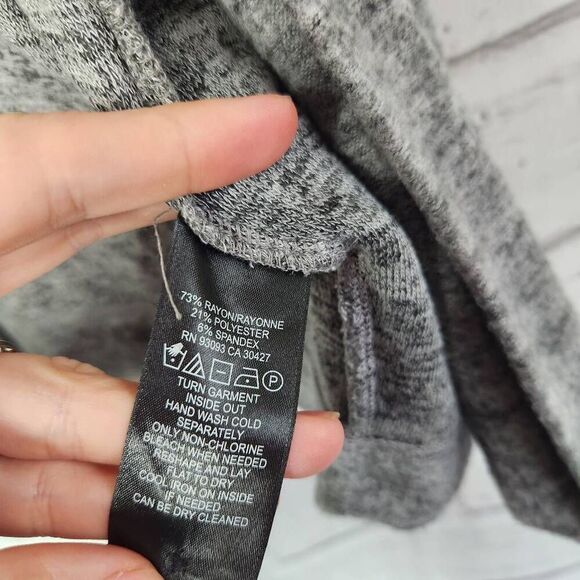 73% RAYON/RAYONNE
21% POLYESTER
6% SPANDEX
RN 93093 CA 30427
P
TURN GARMENT
INSIDE OUT
HAND WASH COLD
SEPARATELY
ONLY NON-CHLORINE
BLEACH WHEN NEEDED
RESHAPE AND LAY
FLAT TO DRY
COOL IRON ON INSIDE
IF NEEDED
CAN BE DRY CLEANED